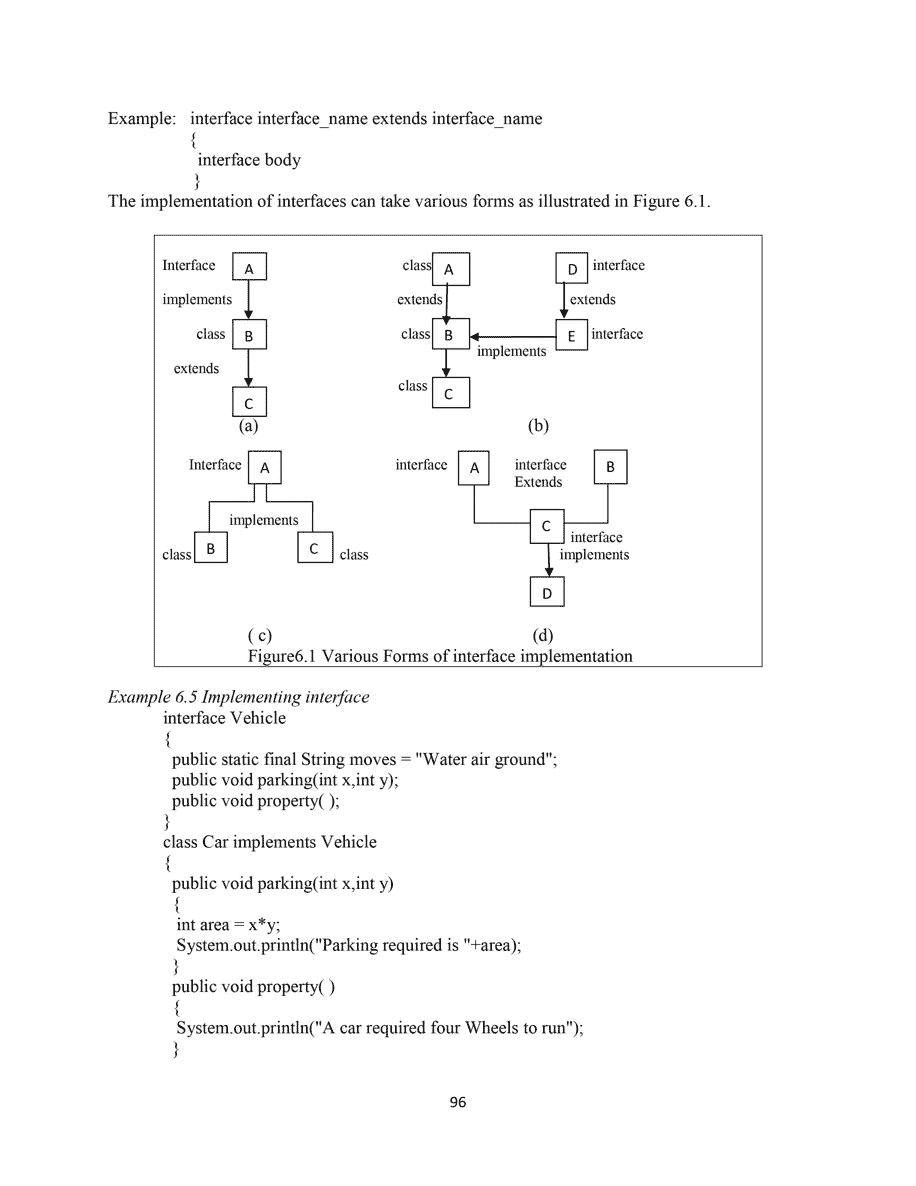 Example: interface interface_name extends interface_name
{
interface body
}
The implementation of interfaces can take various forms as illustrated in Figure 6.1.
Interface A
implements
class B
extends
C
(a)
class A D interface
extends extends
class B E interface
implements
class C
(b)
Interface A
implements
class B C class
( c)
interface A interface B
Extends
C
interface
implements
D
(d)
Figure6.1 Various Forms of interface implementation
Example 6.5 Implementing interface
interface Vehicle
{
public static final String moves = "Water air ground";
public void parking(int x,int y);
public void property( );
}
class Car implements Vehicle
{
public void parking(int x,int y)
{
int area = x*y;
System.out.println("Parking required is "+area);
}
public void property( )
{
System.out.println("A car required four Wheels to run");
}
96